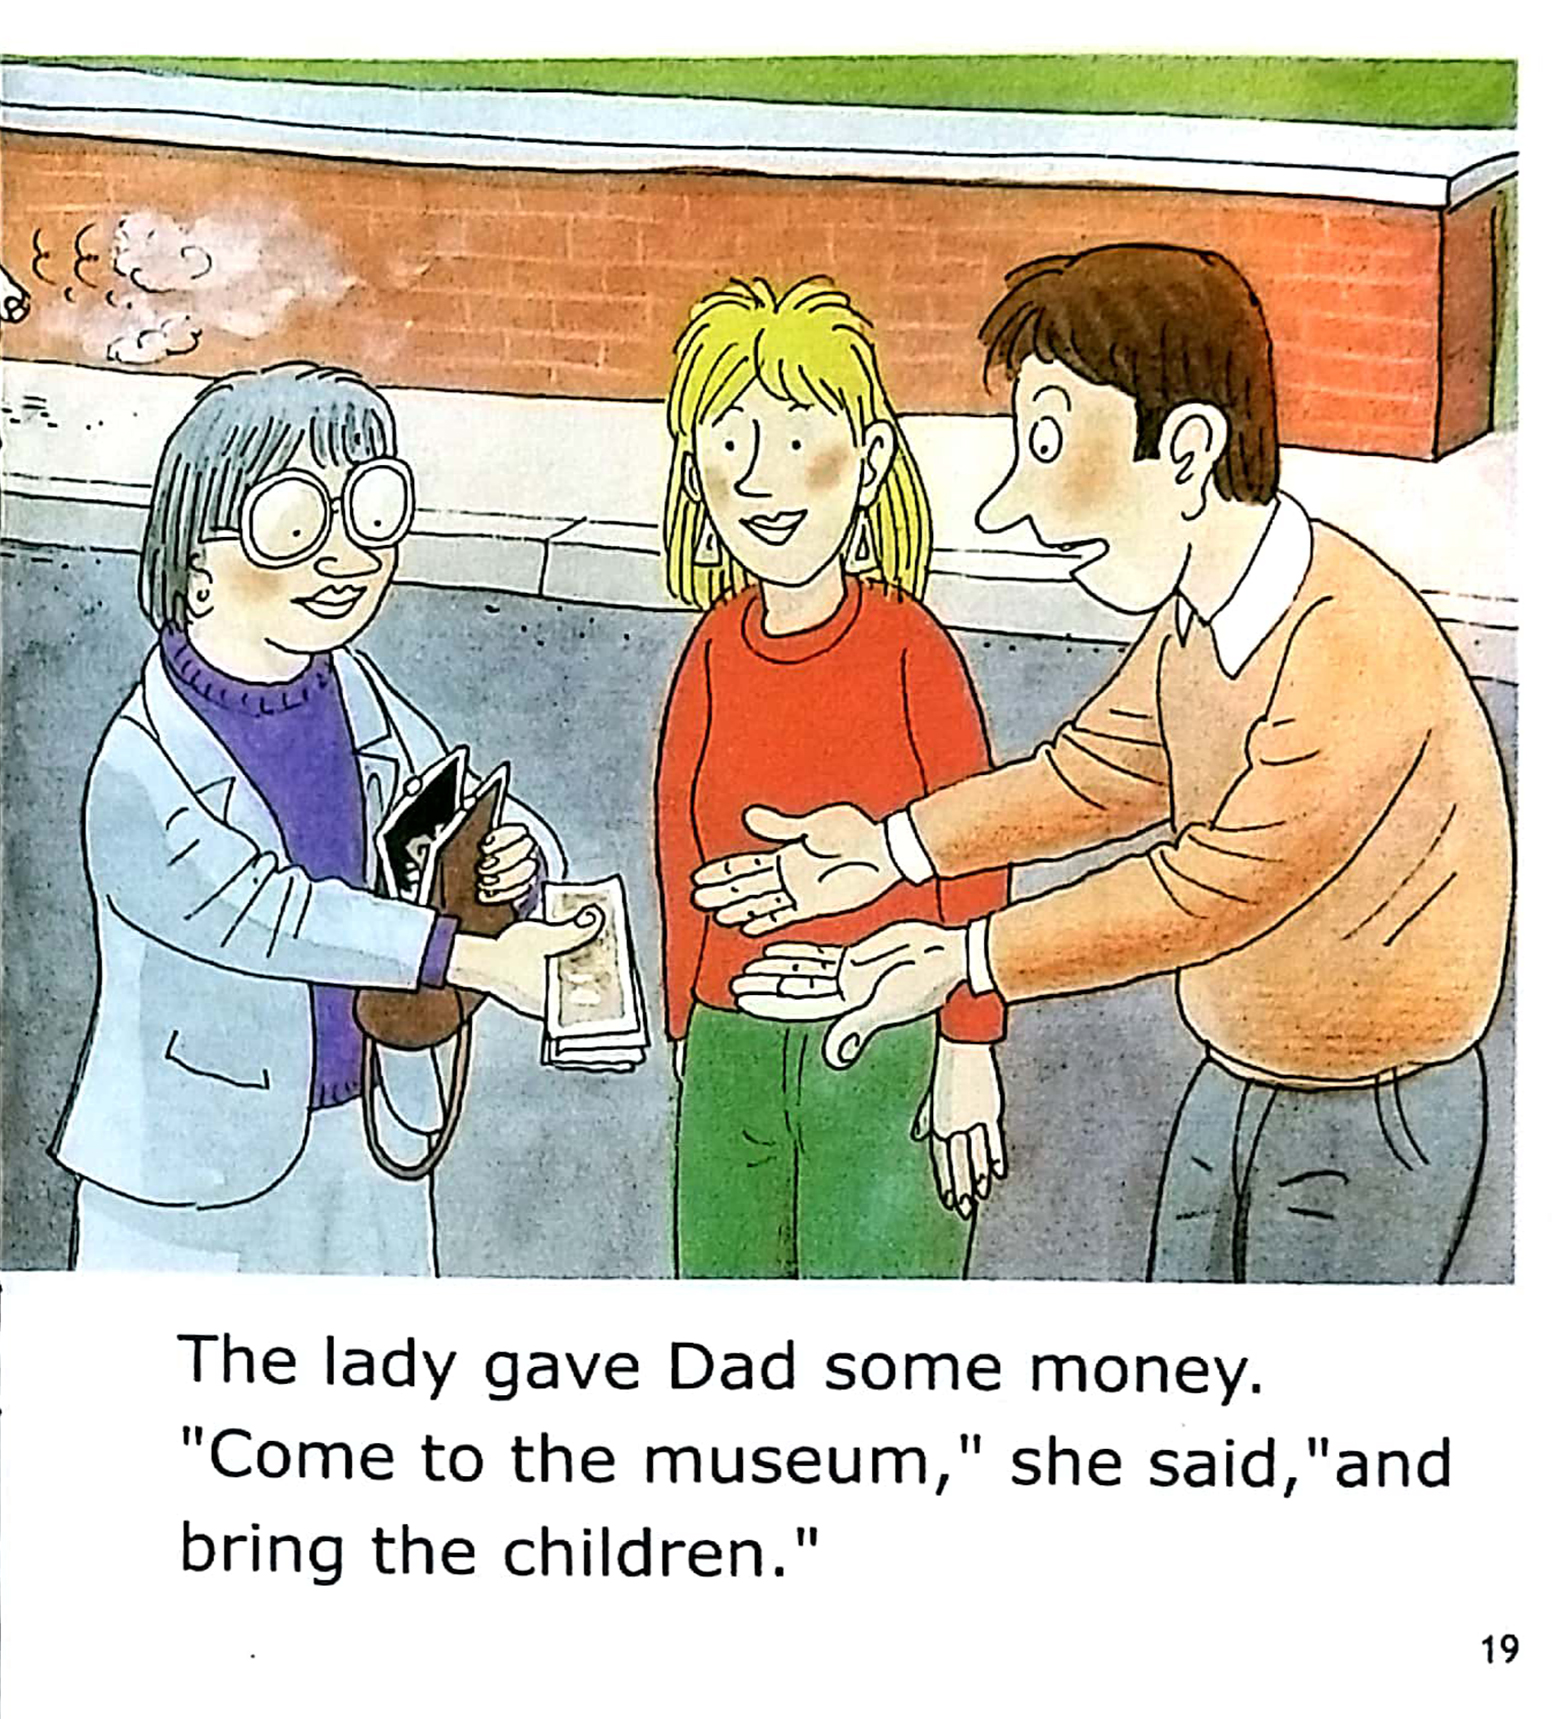 The lady gave Dad some money.
"Come to the museum," she said,"and
bring the children."
19